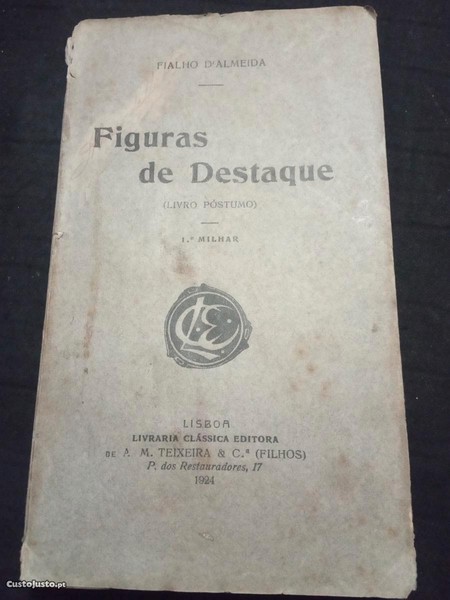 FIALHO D'ALMEIDA
Figuras
de Destaque
(LIVRO PÓSTUMO)
1.º MILHAR
LISBOA
LIVRARIA CLÁSSICA EDITORA
DE A. M. TEIXEIRA & C.ª (FILHOS)
P. dos Restauradores, 17
1924
CustoJusto.pt